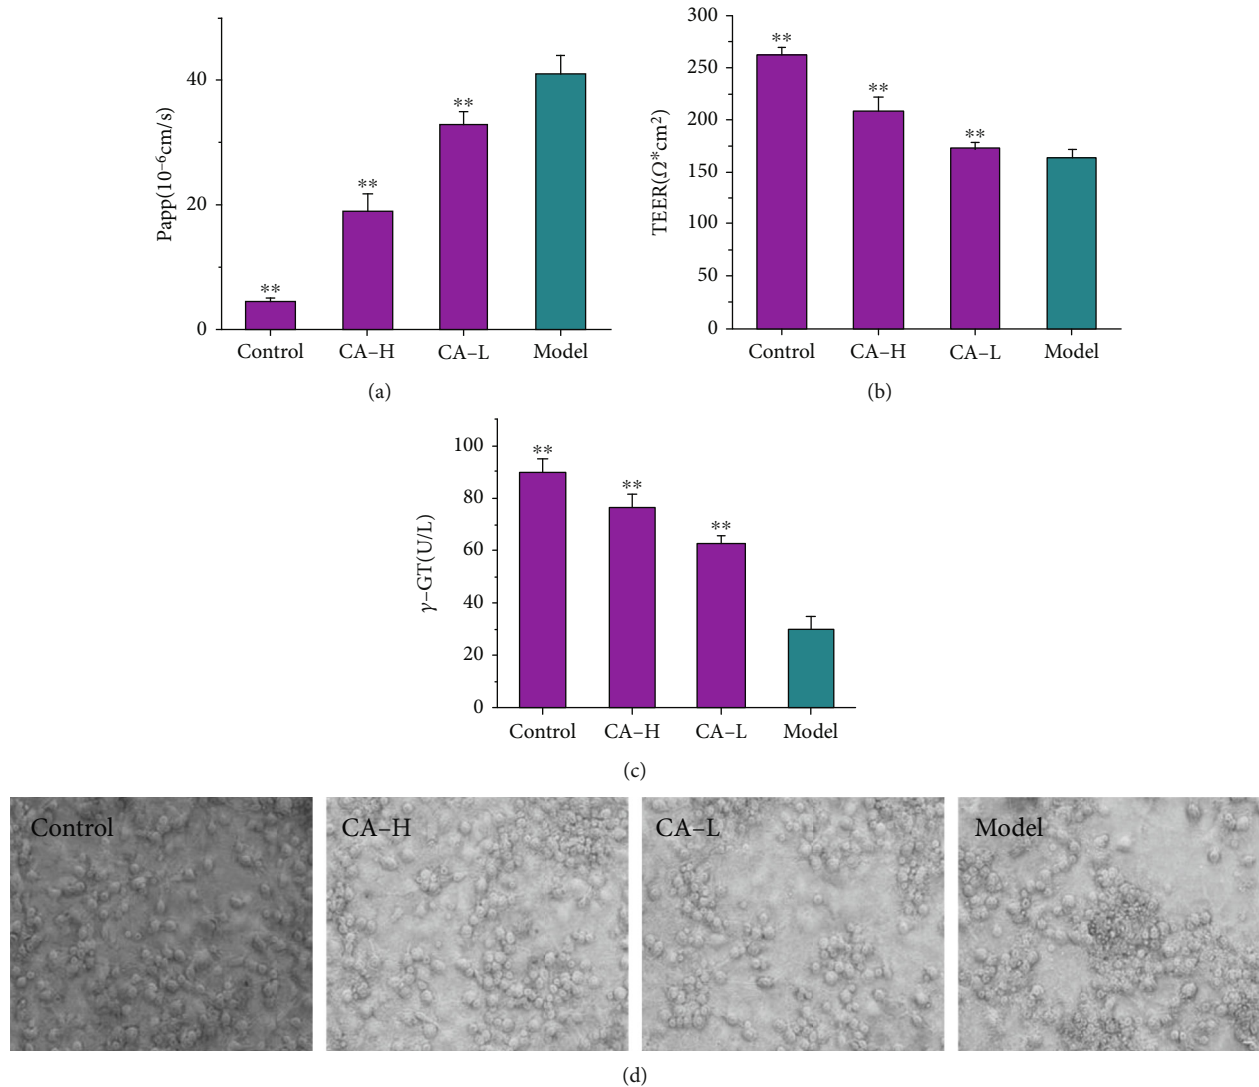 40
20
0
Papp(10⁻⁶cm/s)
**
**
**
Control
CA–H
CA–L
Model
(a)
300
250
200
150
100
50
0
TEER(Ω*cm²)
**
**
**
Control
CA–H
CA–L
Model
(b)
100
80
60
40
20
0
γ–GT(U/L)
**
**
**
Control
CA–H
CA–L
Model
(c)
Control
CA–H
CA–L
Model
(d)